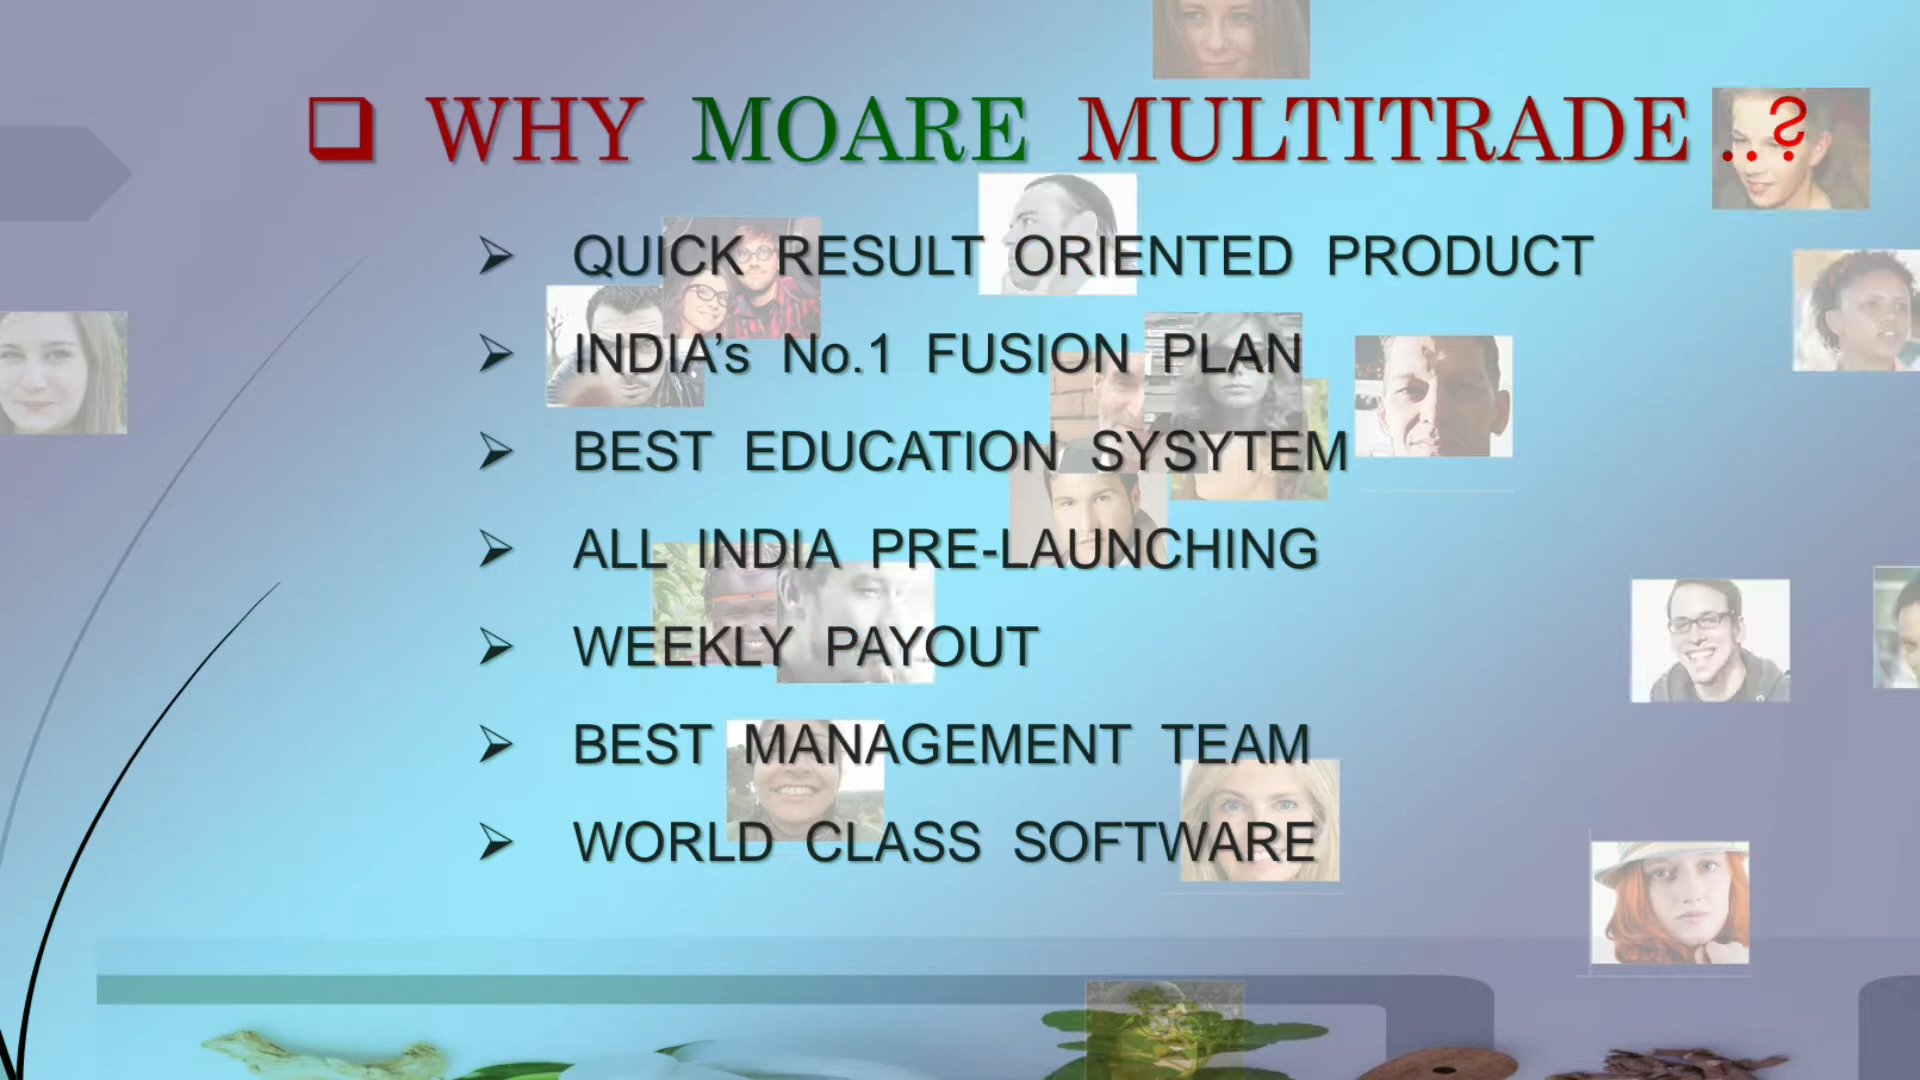 WHY MOARE MULTITRADE ...?
QUICK RESULT ORIENTED PRODUCT
INDIA's No.1 FUSION PLAN
BEST EDUCATION SYSYTEM
ALL INDIA PRE-LAUNCHING
WEEKLY PAYOUT
BEST MANAGEMENT TEAM
WORLD CLASS SOFTWARE